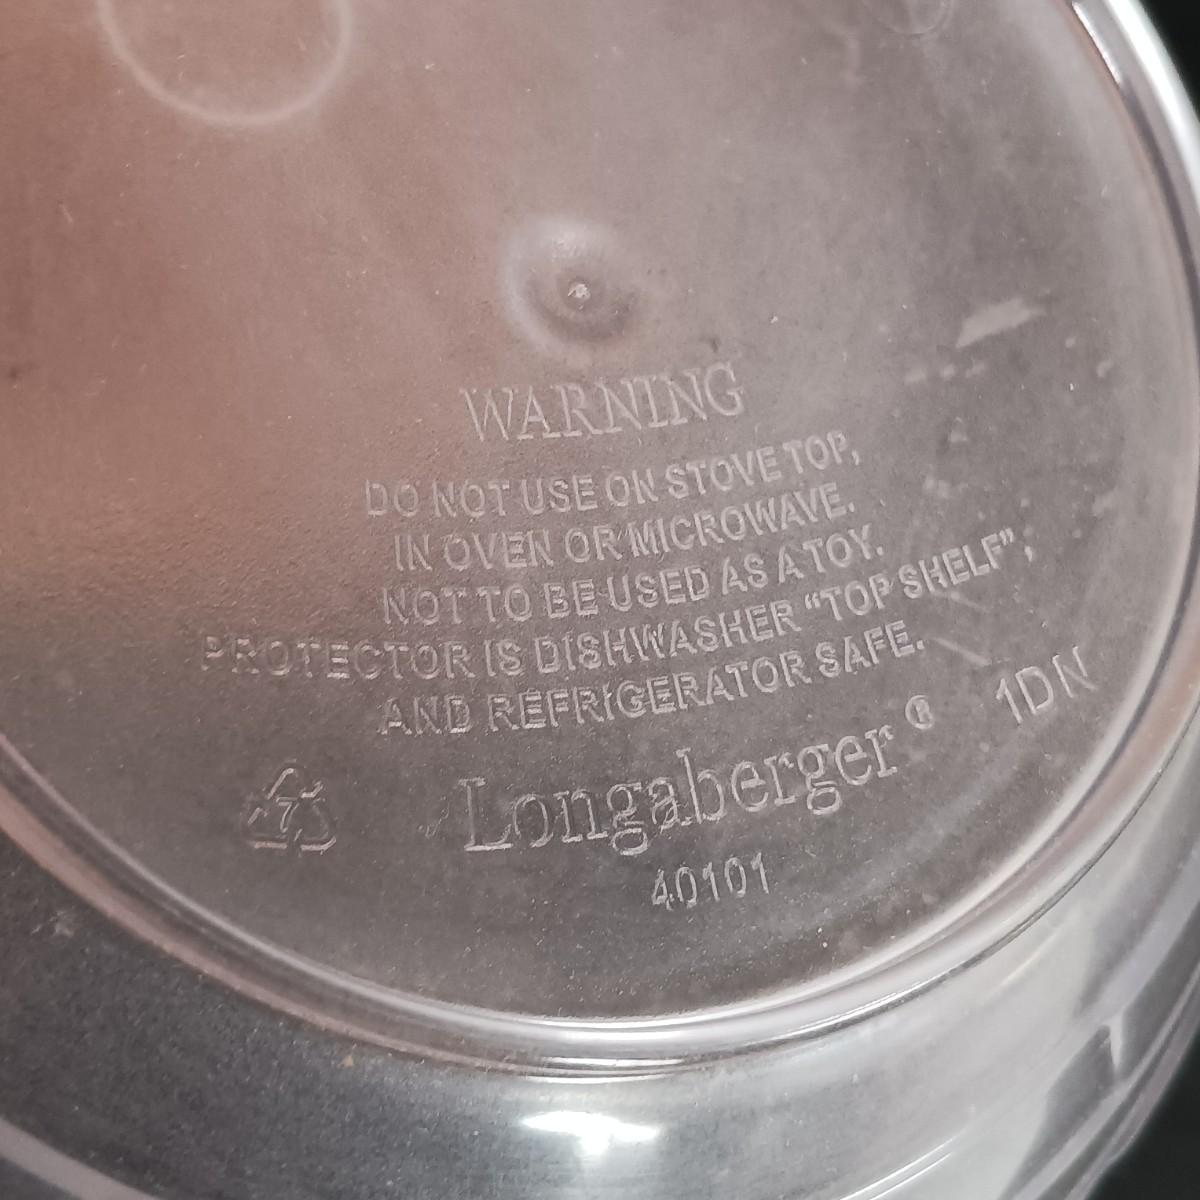 WARNING
DO NOT USE ON STOVE TOP,
IN OVEN OR MICROWAVE.
NOT TO BE USED AS A TOY.
PROTECTOR IS DISHWASHER “TOP SHELF”;
AND REFRIGERATOR SAFE.
Longaberger® 1DN
7
40101